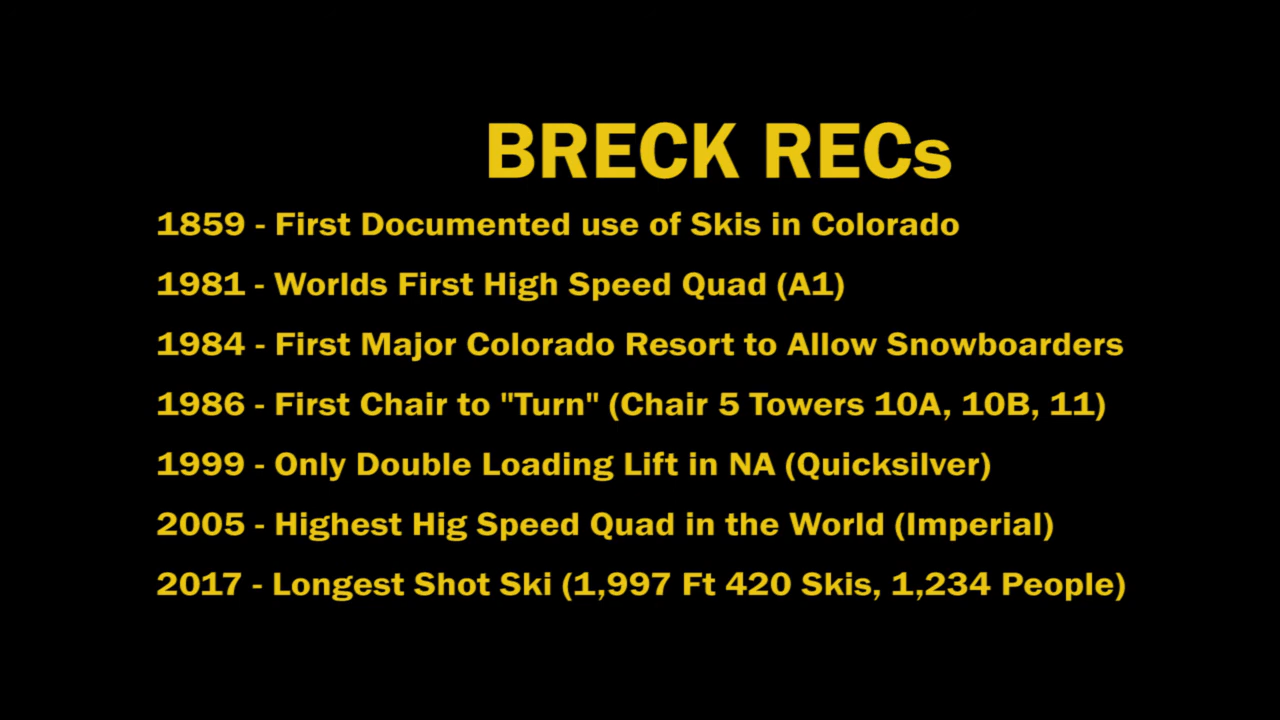 BRECK RECs
1859 - First Documented use of Skis in Colorado
1981 - Worlds First High Speed Quad (A1)
1984 - First Major Colorado Resort to Allow Snowboarders
1986 - First Chair to "Turn" (Chair 5 Towers 10A, 10B, 11)
1999 - Only Double Loading Lift in NA (Quicksilver)
2005 - Highest Hig Speed Quad in the World (Imperial)
2017 - Longest Shot Ski (1,997 Ft 420 Skis, 1,234 People)